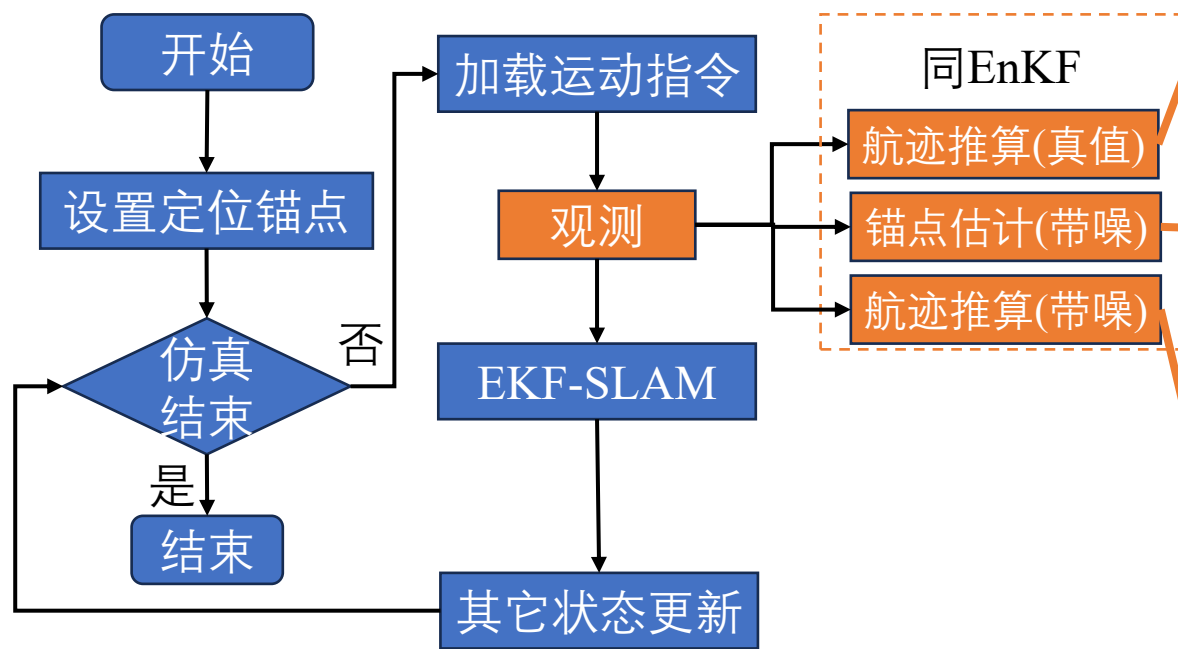 开始
设置定位锚点
仿真
结束
否
是
结束
加载运动指令
观测
EKF-SLAM
其它状态更新
同EnKF
航迹推算(真值)
锚点估计(带噪)
航迹推算(带噪)